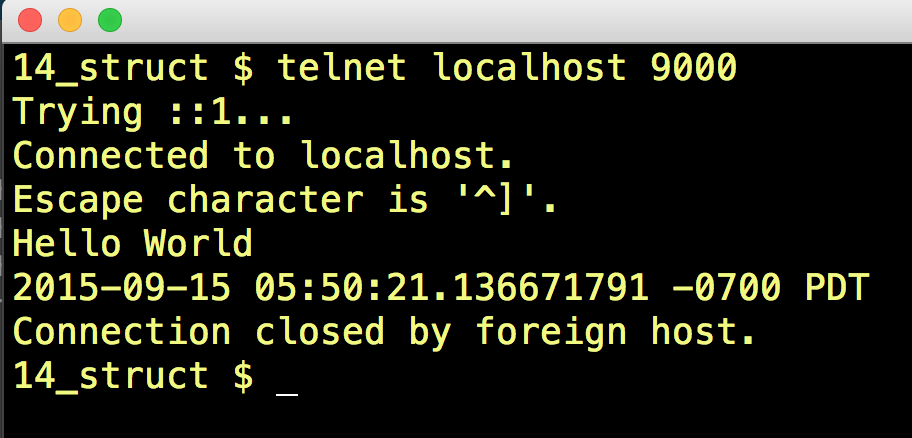 14_struct $ telnet localhost 9000
Trying ::1...
Connected to localhost.
Escape character is '^]'.
Hello World
2015-09-15 05:50:21.136671791 -0700 PDT
Connection closed by foreign host.
14_struct $ _